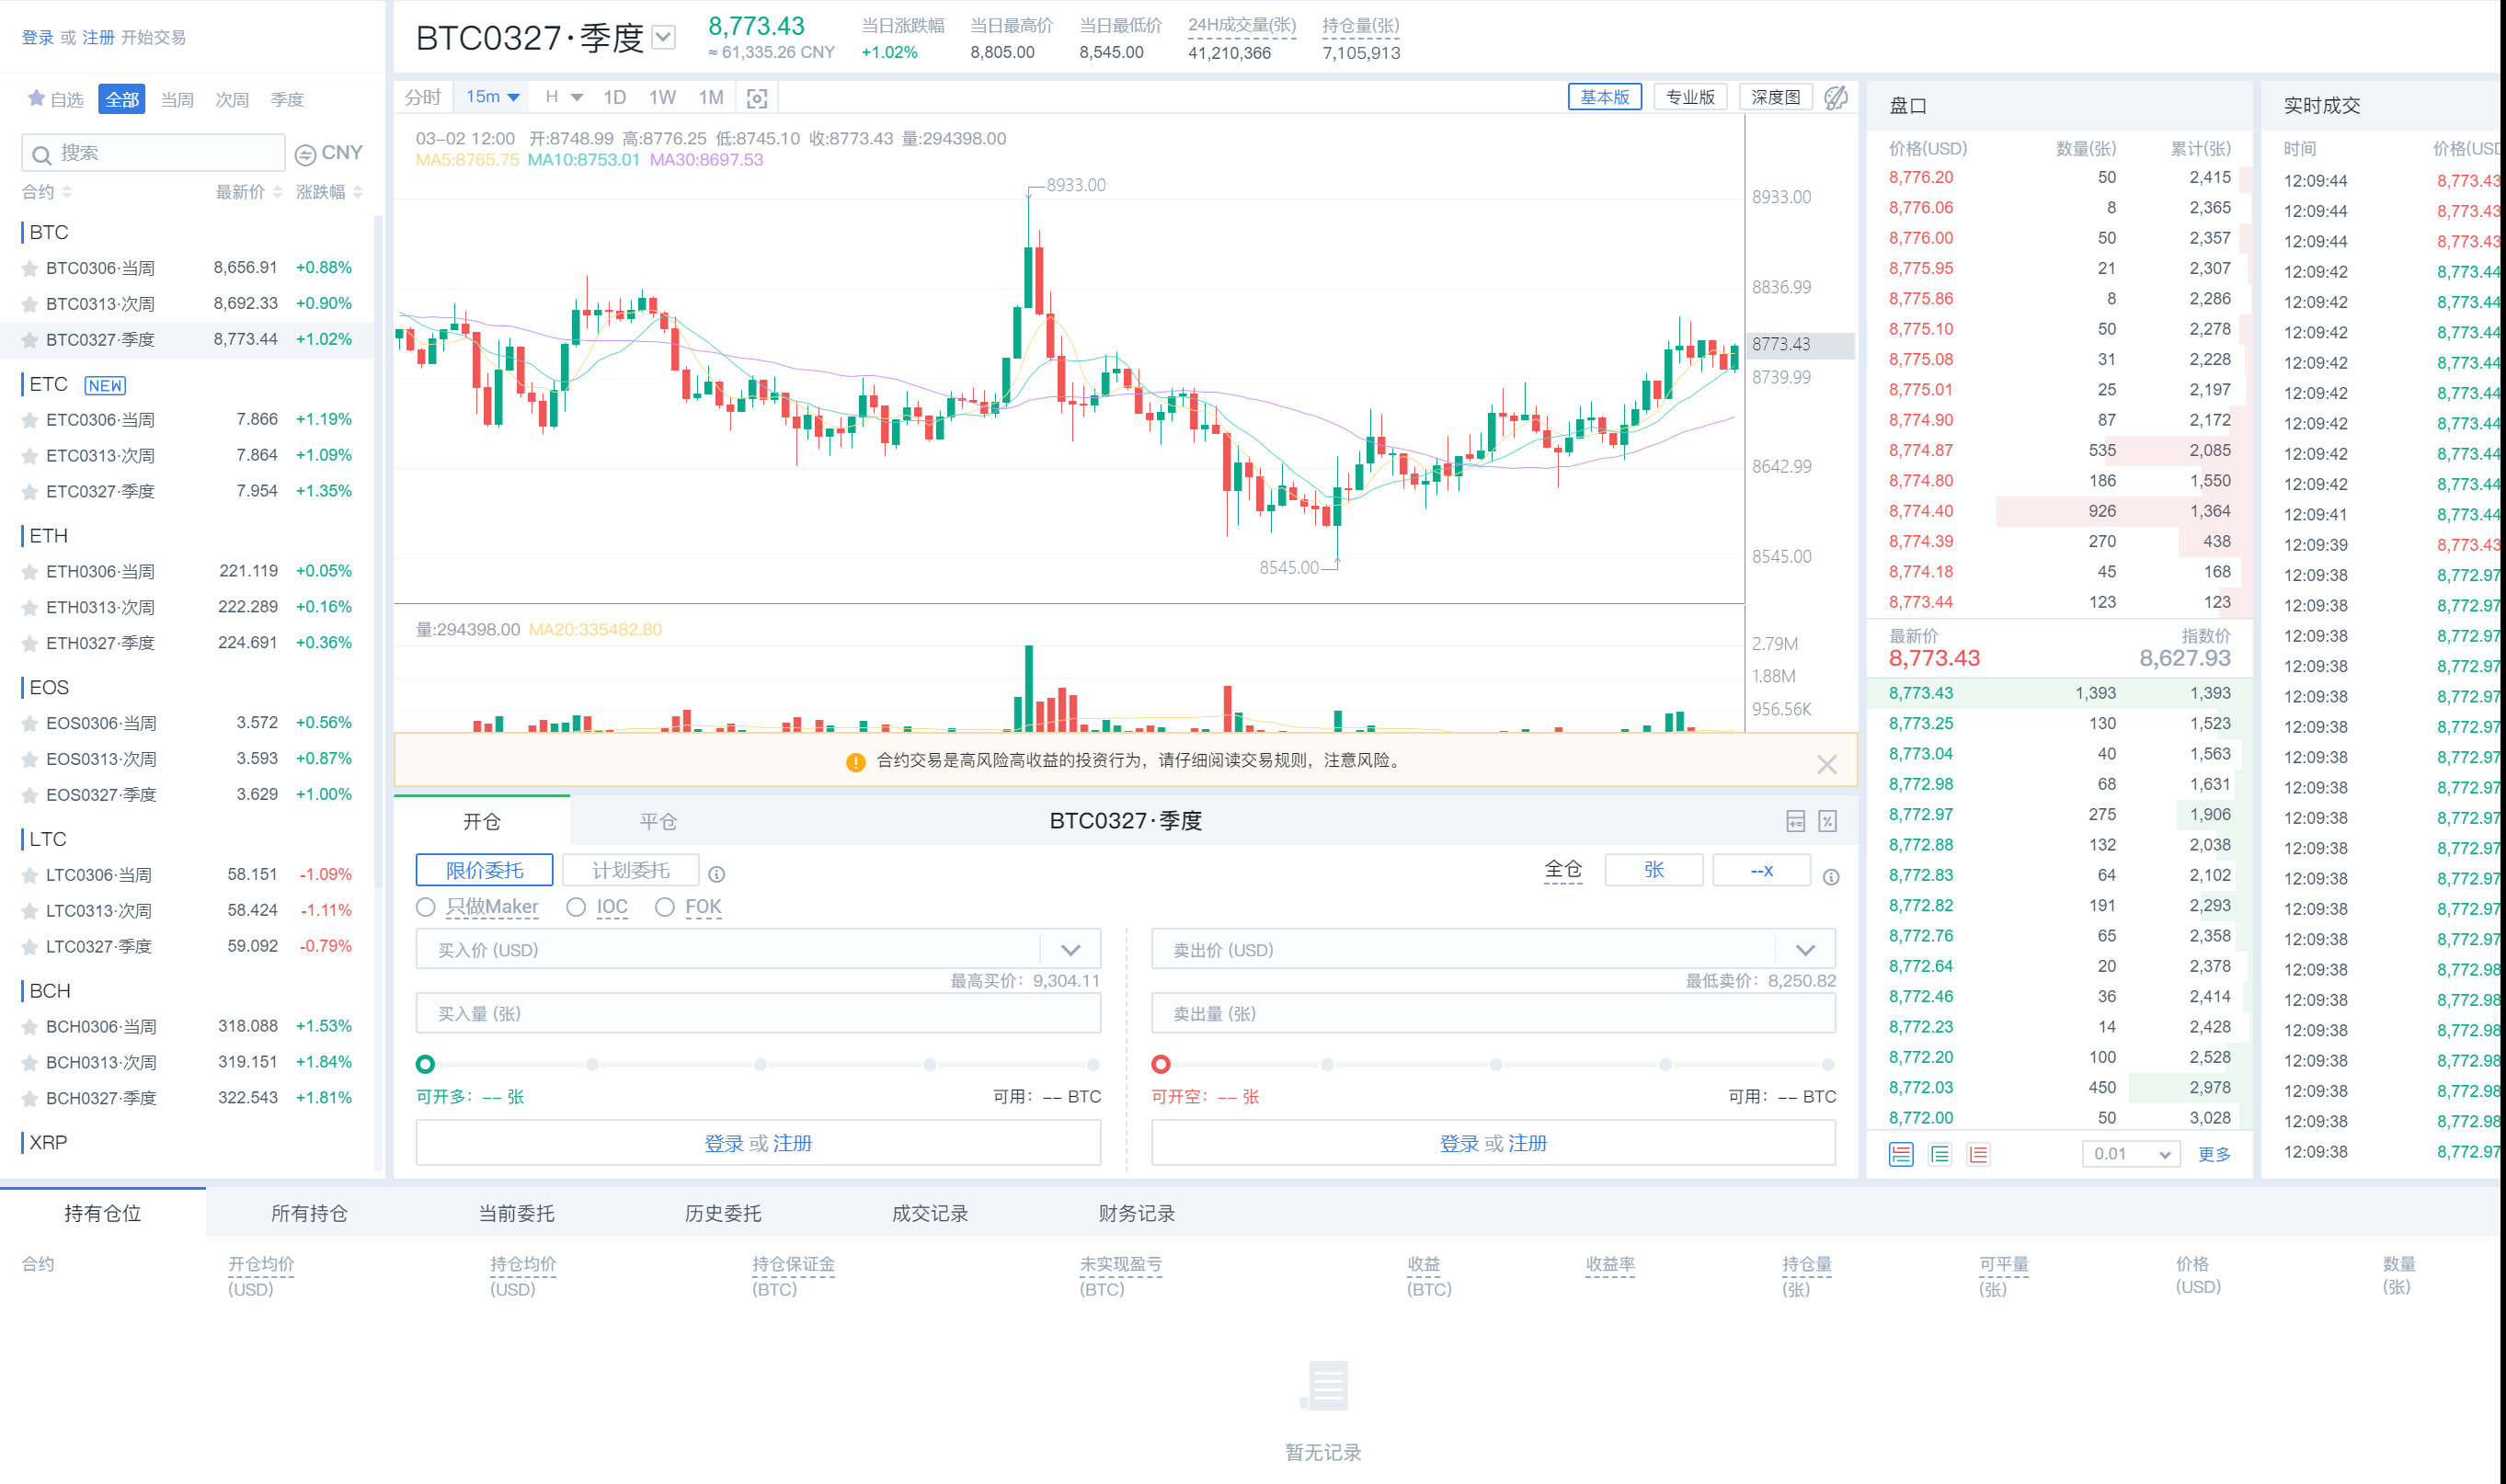 登录 或 注册 开始交易
自选 全部 当周 次周 季度
搜索 CNY
合约 最新价 涨跌幅
BTC
BTC0306·当周 8,656.91 +0.88%
BTC0313·次周 8,692.33 +0.90%
BTC0327·季度 8,773.44 +1.02%
ETC NEW
ETC0306·当周 7.866 +1.19%
ETC0313·次周 7.864 +1.09%
ETC0327·季度 7.954 +1.35%
ETH
ETH0306·当周 221.119 +0.05%
ETH0313·次周 222.289 +0.16%
ETH0327·季度 224.691 +0.36%
EOS
EOS0306·当周 3.572 +0.56%
EOS0313·次周 3.593 +0.87%
EOS0327·季度 3.629 +1.00%
LTC
LTC0306·当周 58.151 -1.09%
LTC0313·次周 58.424 -1.11%
LTC0327·季度 59.092 -0.79%
BCH
BCH0306·当周 318.088 +1.53%
BCH0313·次周 319.151 +1.84%
BCH0327·季度 322.543 +1.81%
XRP
BTC0327·季度
8,773.43
≈ 61,335.26 CNY
当日涨跌幅
+1.02%
当日最高价
8,805.00
当日最低价
8,545.00
24H成交量(张)
41,210,366
持仓量(张)
7,105,913
分时 15m H 1D 1W 1M
基本版 专业版 深度图
03-02 12:00 开:8748.99 高:8776.25 低:8745.10 收:8773.43 量:294398.00
MA5:8765.75 MA10:8753.01 MA30:8697.53
8933.00
8545.00
8933.00
8836.99
8773.43
8739.99
8642.99
8545.00
量:294398.00 MA20:335482.80
2.79M
1.88M
956.56K
合约交易是高风险高收益的投资行为，请仔细阅读交易规则，注意风险。
开仓 平仓 BTC0327·季度
限价委托 计划委托 全仓 张 --x
只做Maker IOC FOK
买入价 (USD)
最高买价：9,304.11
买入量 (张)
可开多：-- 张 可用：-- BTC
登录 或 注册
卖出价 (USD)
最低卖价：8,250.82
卖出量 (张)
可开空：-- 张 可用：-- BTC
登录 或 注册
盘口
价格(USD) 数量(张) 累计(张)
8,776.20 50 2,415
8,776.06 8 2,365
8,776.00 50 2,357
8,775.95 21 2,307
8,775.86 8 2,286
8,775.10 50 2,278
8,775.08 31 2,228
8,775.01 25 2,197
8,774.90 87 2,172
8,774.87 535 2,085
8,774.80 186 1,550
8,774.40 926 1,364
8,774.39 270 438
8,774.18 45 168
8,773.44 123 123
最新价 指数价
8,773.43 8,627.93
8,773.43 1,393 1,393
8,773.25 130 1,523
8,773.04 40 1,563
8,772.98 68 1,631
8,772.97 275 1,906
8,772.88 132 2,038
8,772.83 64 2,102
8,772.82 191 2,293
8,772.76 65 2,358
8,772.64 20 2,378
8,772.46 36 2,414
8,772.23 14 2,428
8,772.20 100 2,528
8,772.03 450 2,978
8,772.00 50 3,028
0.01 更多
实时成交
时间 价格(USD
12:09:44 8,773.43
12:09:44 8,773.43
12:09:44 8,773.43
12:09:42 8,773.44
12:09:42 8,773.44
12:09:42 8,773.44
12:09:42 8,773.44
12:09:42 8,773.44
12:09:42 8,773.44
12:09:42 8,773.44
12:09:42 8,773.44
12:09:41 8,773.44
12:09:39 8,773.43
12:09:38 8,772.97
12:09:38 8,772.97
12:09:38 8,772.97
12:09:38 8,772.97
12:09:38 8,772.97
12:09:38 8,772.97
12:09:38 8,772.97
12:09:38 8,772.97
12:09:38 8,772.97
12:09:38 8,772.97
12:09:38 8,772.97
12:09:38 8,772.97
12:09:38 8,772.97
12:09:38 8,772.98
12:09:38 8,772.98
12:09:38 8,772.98
12:09:38 8,772.98
12:09:38 8,772.98
12:09:38 8,772.98
12:09:38 8,772.97
持有仓位 所有持仓 当前委托 历史委托 成交记录 财务记录
合约 开仓均价 持仓均价 持仓保证金 未实现盈亏 收益 收益率 持仓量 可平量 价格 数量
(USD) (USD) (BTC) (BTC) (BTC) (张) (张) (USD) (张)
暂无记录